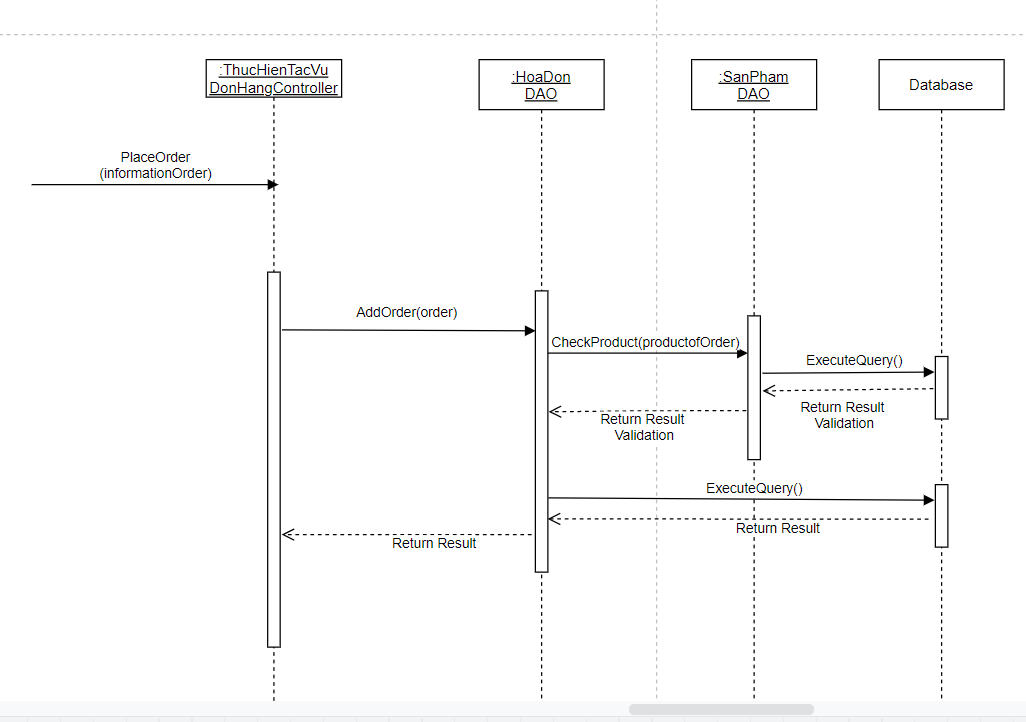 :ThucHienTacVu
DonHangController
:HoaDon
DAO
:SanPham
DAO
Database
PlaceOrder
(informationOrder)
AddOrder(order)
CheckProduct(productofOrder)
ExecuteQuery()
Return Result
Validation
Return Result
Validation
ExecuteQuery()
Return Result
Return Result